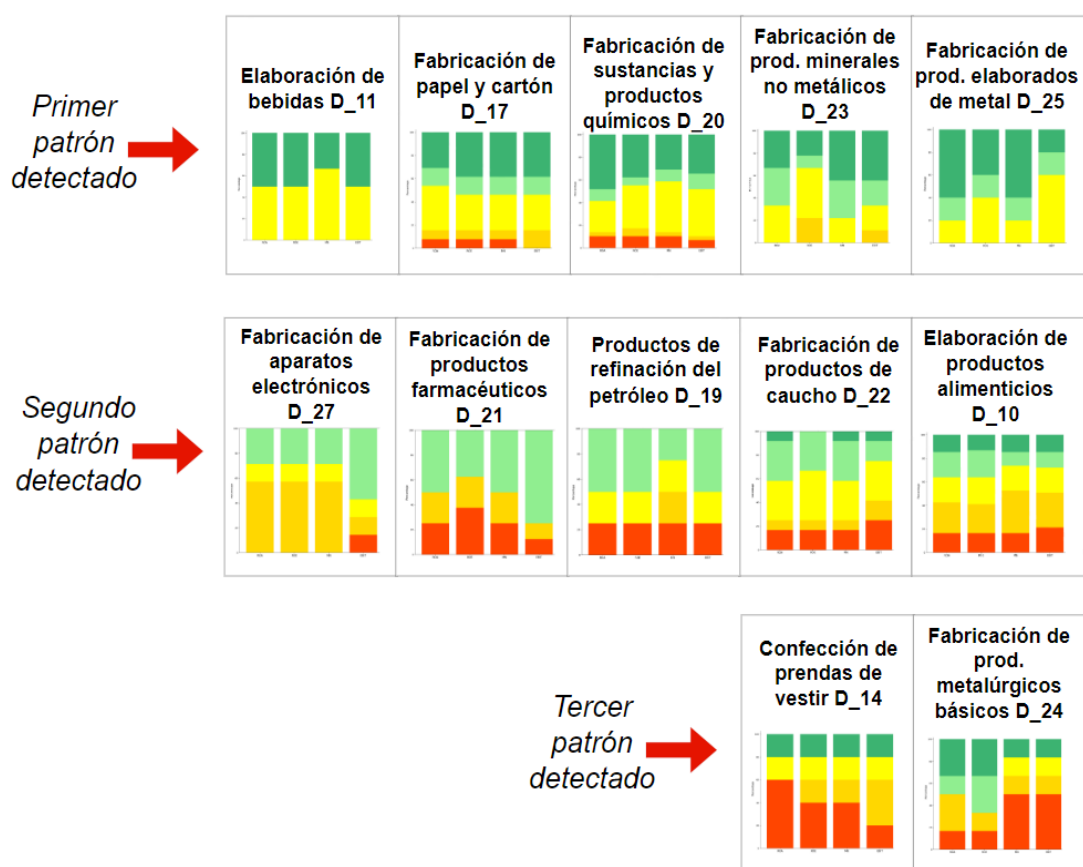 Primer
patrón
detectado
Elaboración de
bebidas D_11
Fabricación de
papel y cartón
D_17
Fabricación de
sustancias y
productos
químicos D_20
Fabricación de
prod. minerales
no metálicos
D_23
Fabricación de
prod. elaborados
de metal D_25
Segundo
patrón
detectado
Fabricación de
aparatos
electrónicos
D_27
Fabricación de
productos
farmacéuticos
D_21
Productos de
refinación del
petróleo D_19
Fabricación de
productos de
caucho D_22
Elaboración de
productos
alimenticios
D_10
Tercer
patrón
detectado
Confección de
prendas de
vestir D_14
Fabricación de
prod.
metalúrgicos
básicos D_24